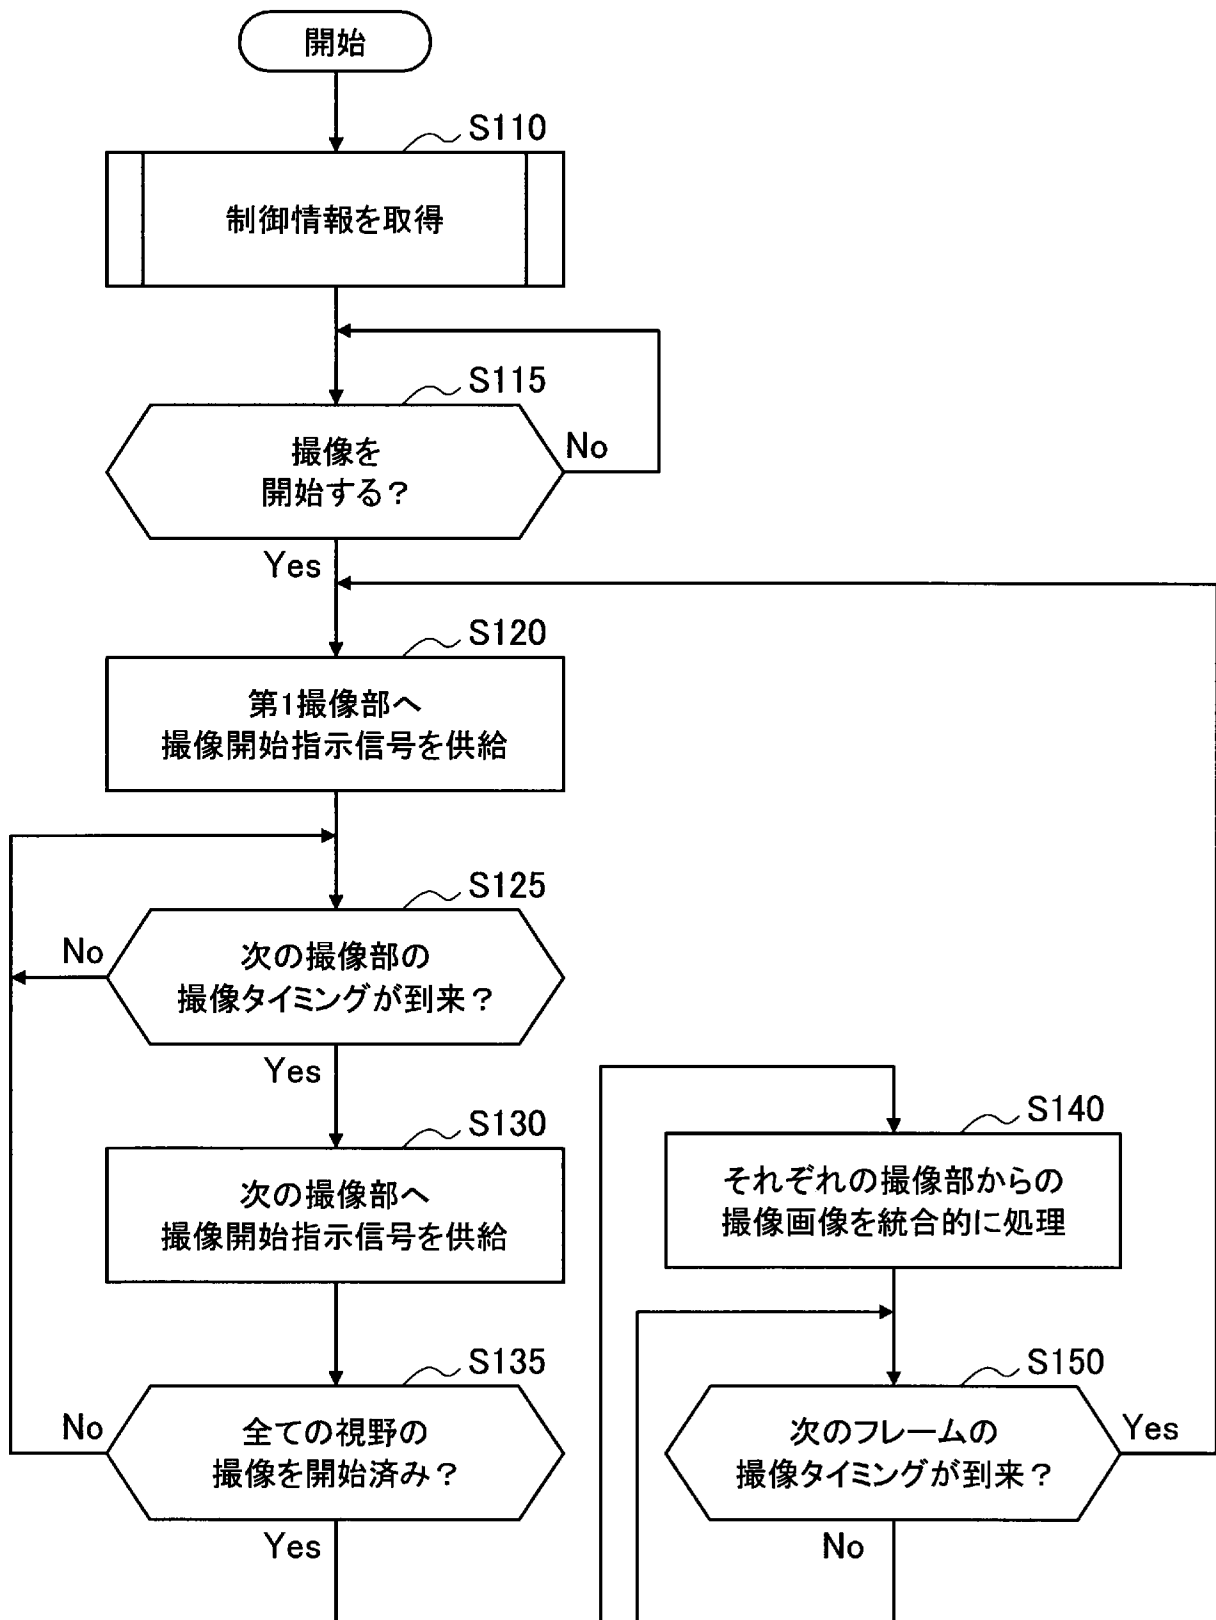 開始
S110
制御情報を取得
S115
撮像を
開始する？
No
Yes
S120
第1撮像部へ
撮像開始指示信号を供給
S125
次の撮像部の
撮像タイミングが到来？
No
Yes
S130
次の撮像部へ
撮像開始指示信号を供給
S135
全ての視野の
撮像を開始済み？
No
Yes
S140
それぞれの撮像部からの
撮像画像を統合的に処理
S150
次のフレームの
撮像タイミングが到来？
Yes
No